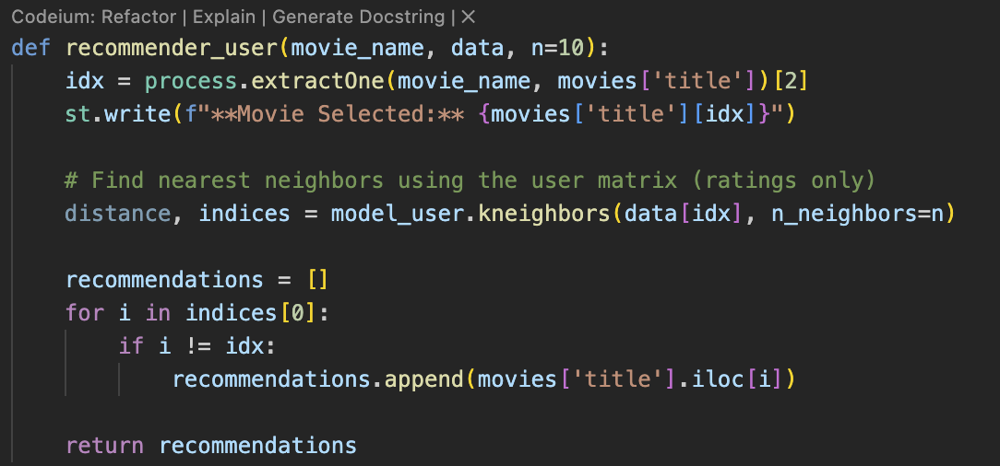 Codeium: Refactor | Explain | Generate Docstring | ✕
def recommender_user(movie_name, data, n=10):
    idx = process.extractOne(movie_name, movies['title'])[2]
    st.write(f"**Movie Selected:** {movies['title'][idx]}")
    # Find nearest neighbors using the user matrix (ratings only)
    distance, indices = model_user.kneighbors(data[idx], n_neighbors=n)
    recommendations = []
    for i in indices[0]:
        if i != idx:
            recommendations.append(movies['title'].iloc[i])
    return recommendations